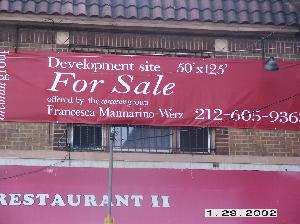 Development site 50'x125'
For Sale
offered by the corcoran group
Francesca Mannarino-Werz 212-605-936
RESTAURANT II
1.29.2002